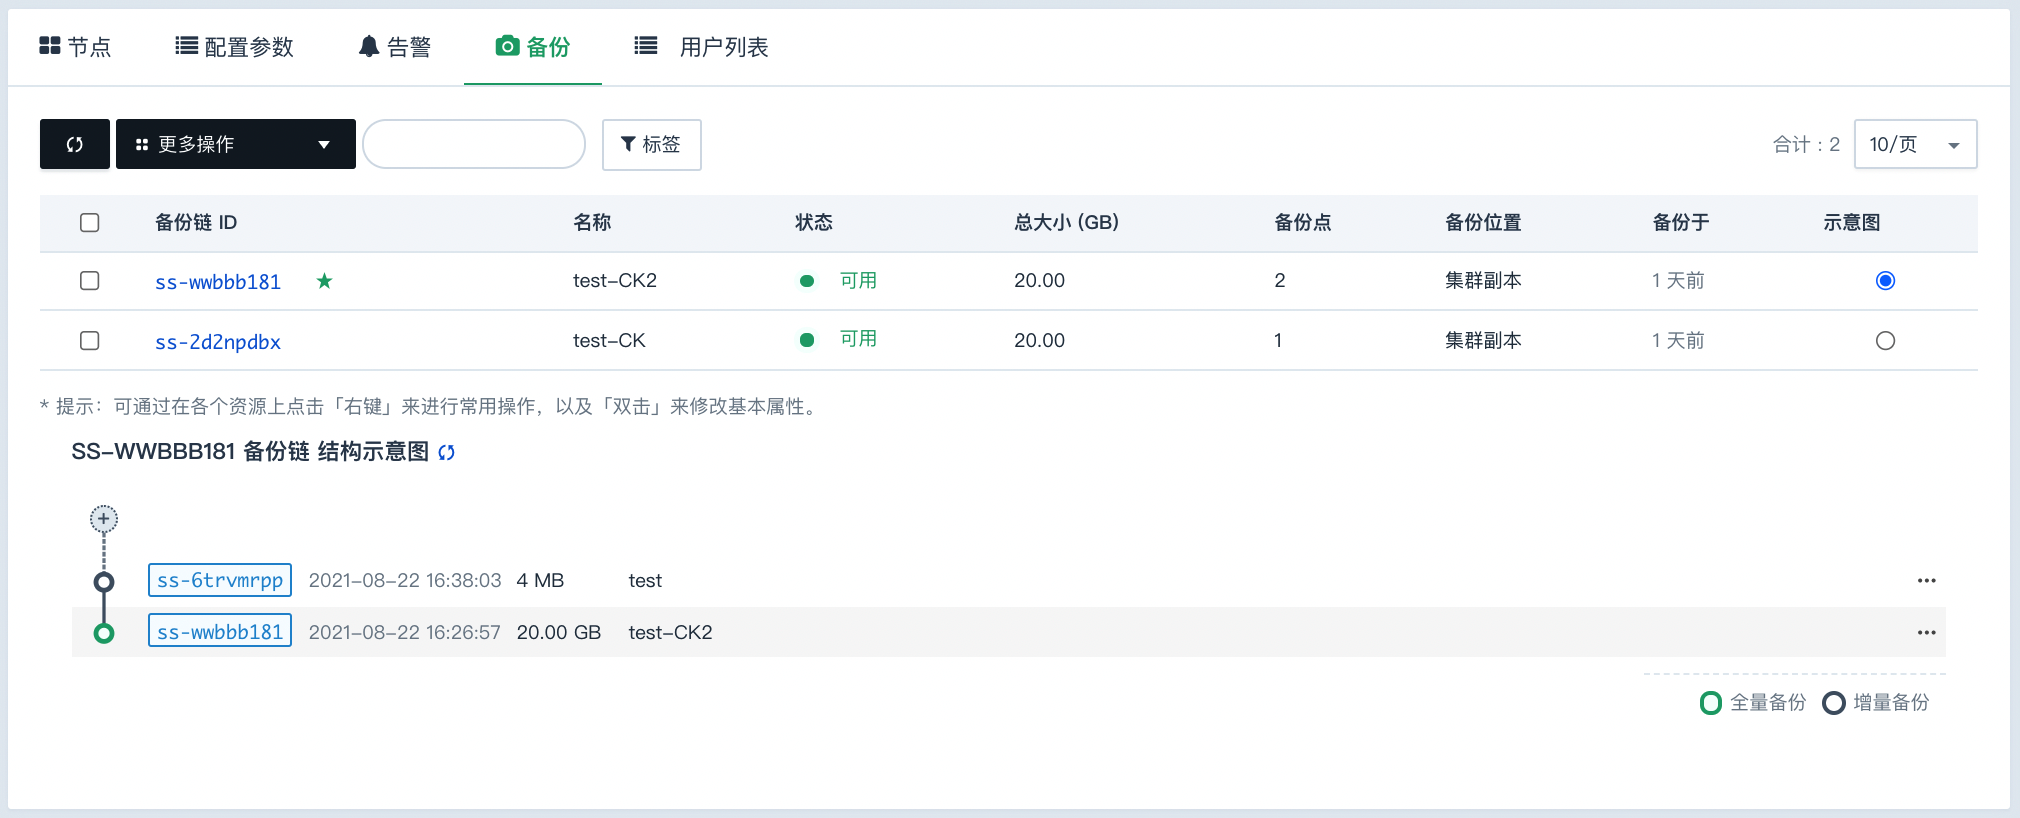 节点 配置参数 告警 备份 用户列表
更多操作 标签 合计：2 10/页
备份链 ID 名称 状态 总大小 (GB) 备份点 备份位置 备份于 示意图
ss-wwbbb181 test-CK2 可用 20.00 2 集群副本 1 天前
ss-2d2npdbx test-CK 可用 20.00 1 集群副本 1 天前
* 提示：可通过在各个资源上点击「右键」来进行常用操作，以及「双击」来修改基本属性。
SS-WWBBB181 备份链 结构示意图
ss-6trvmrpp 2021-08-22 16:38:03 4 MB test
ss-wwbbb181 2021-08-22 16:26:57 20.00 GB test-CK2
全量备份 增量备份